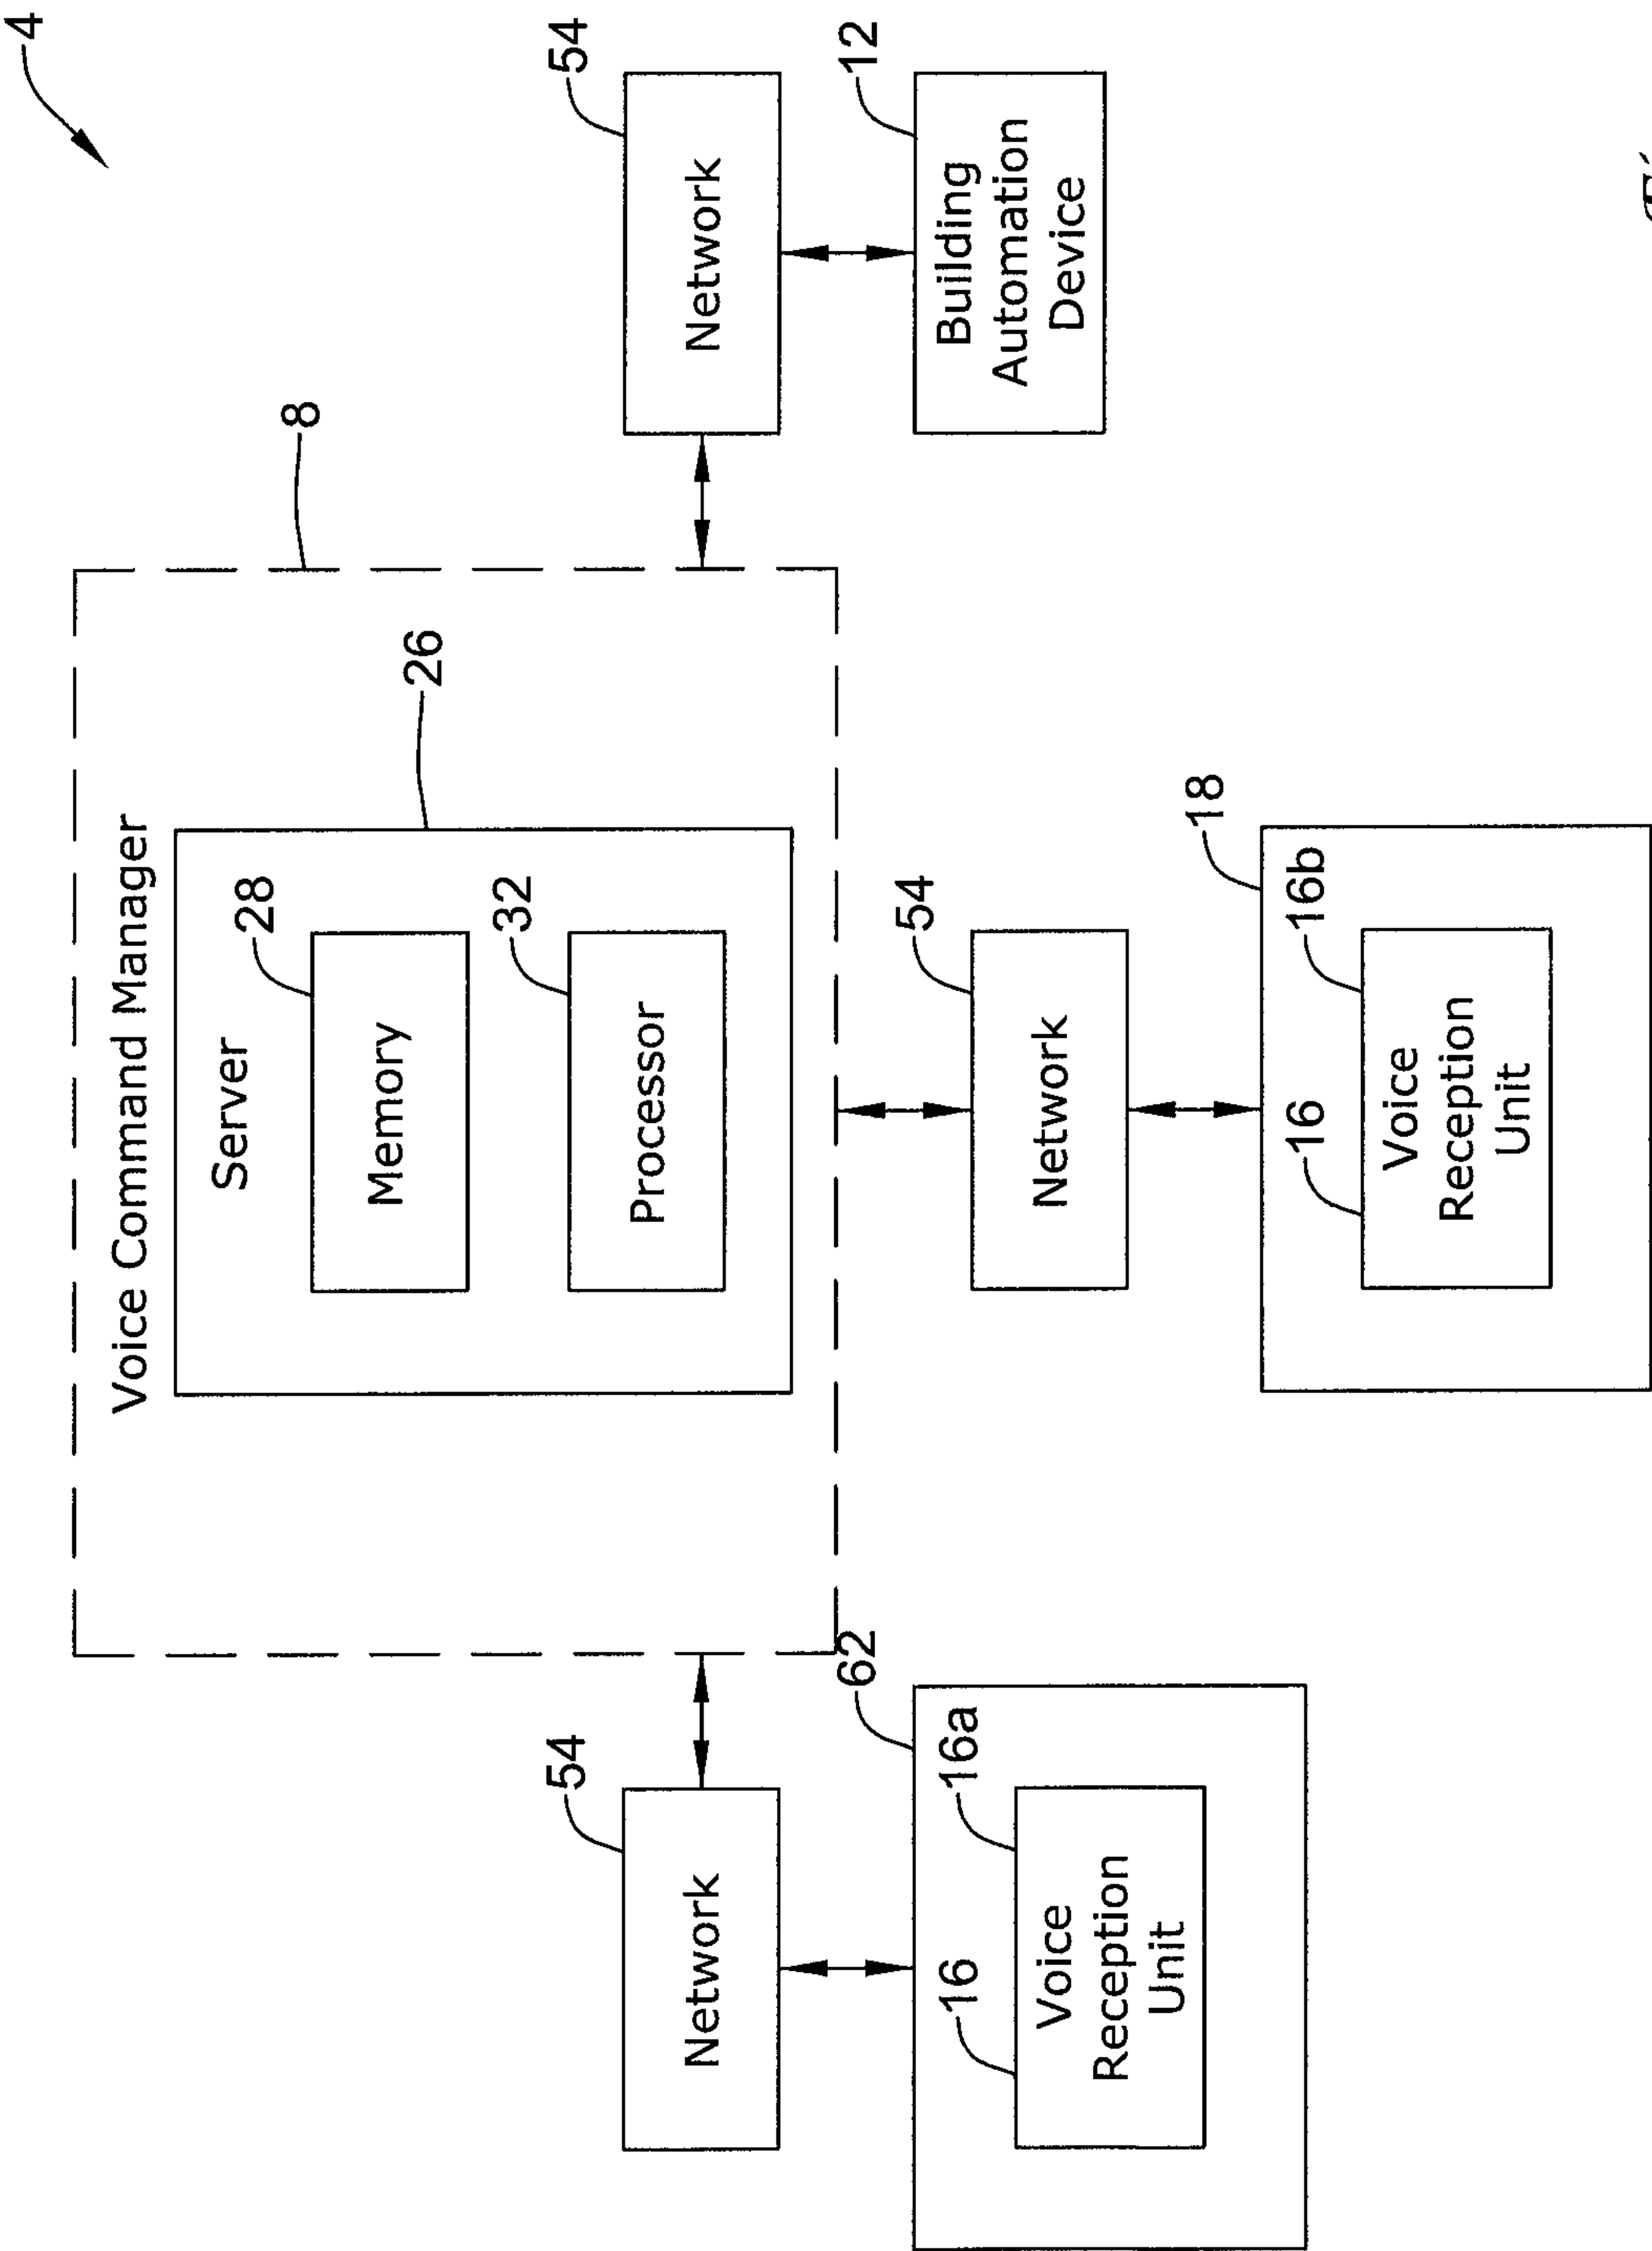 4
Voice Command Manager
8
Server
26
28
Memory
32
Processor
54
Network
62
16
16a
Voice
Reception
Unit
54
Network
18
16
16b
Voice
Reception
Unit
54
Network
12
Building
Automation
Device